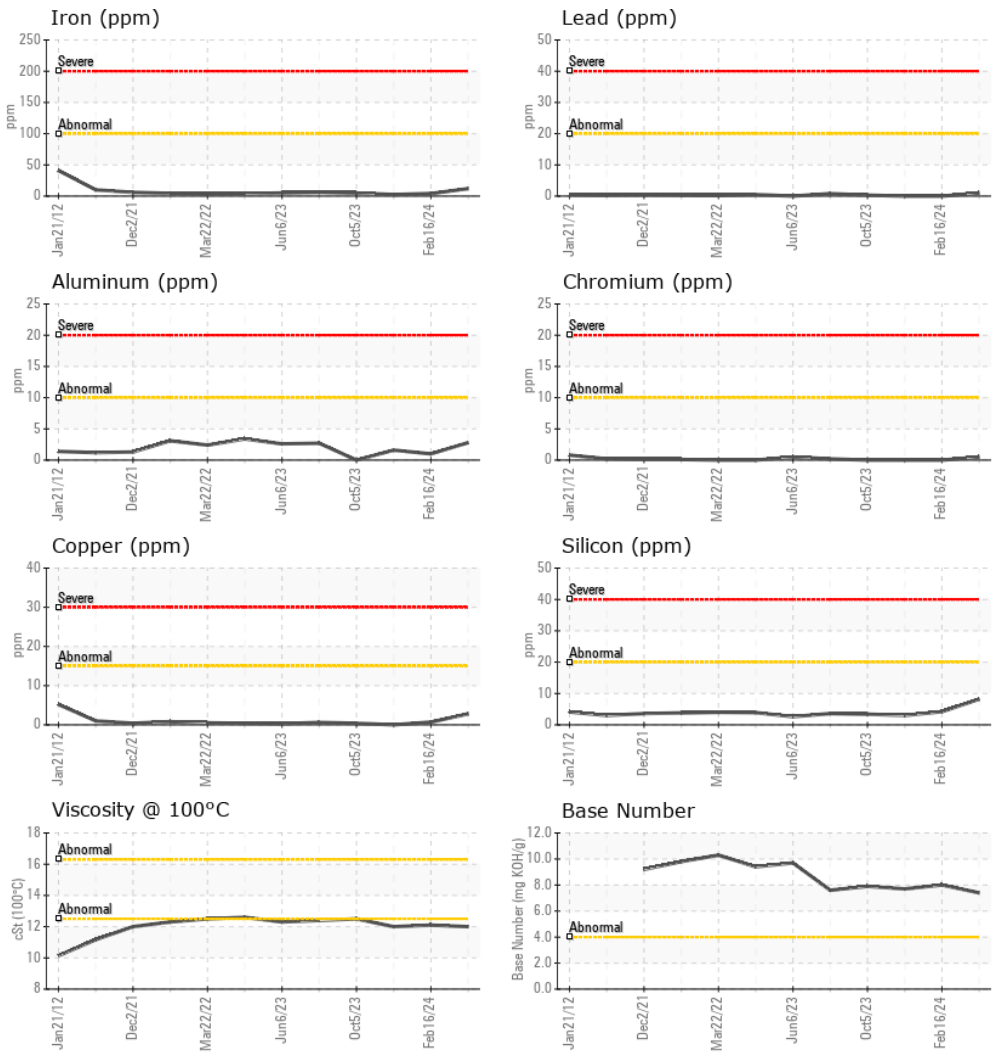 Iron (ppm)
250
200
150
100
50
0
ppm
Severe
Abnormal
Jan21/12
Dec2/21
Mar22/22
Jun6/23
Oct5/23
Feb16/24
Lead (ppm)
50
40
30
20
10
0
ppm
Severe
Abnormal
Jan21/12
Dec2/21
Mar22/22
Jun6/23
Oct5/23
Feb16/24
Aluminum (ppm)
25
20
15
10
5
0
ppm
Severe
Abnormal
Jan21/12
Dec2/21
Mar22/22
Jun6/23
Oct5/23
Feb16/24
Chromium (ppm)
25
20
15
10
5
0
ppm
Severe
Abnormal
Jan21/12
Dec2/21
Mar22/22
Jun6/23
Oct5/23
Feb16/24
Copper (ppm)
40
30
20
10
0
ppm
Severe
Abnormal
Jan21/12
Dec2/21
Mar22/22
Jun6/23
Oct5/23
Feb16/24
Silicon (ppm)
50
40
30
20
10
0
ppm
Severe
Abnormal
Jan21/12
Dec2/21
Mar22/22
Jun6/23
Oct5/23
Feb16/24
Viscosity @ 100°C
18
16
14
12
10
8
cSt (100°C)
Abnormal
Abnormal
Jan21/12
Dec2/21
Mar22/22
Jun6/23
Oct5/23
Feb16/24
Base Number
12.0
10.0
8.0
6.0
4.0
2.0
0.0
Base Number (mg KOH/g)
Abnormal
Jan21/12
Dec2/21
Mar22/22
Jun6/23
Oct5/23
Feb16/24